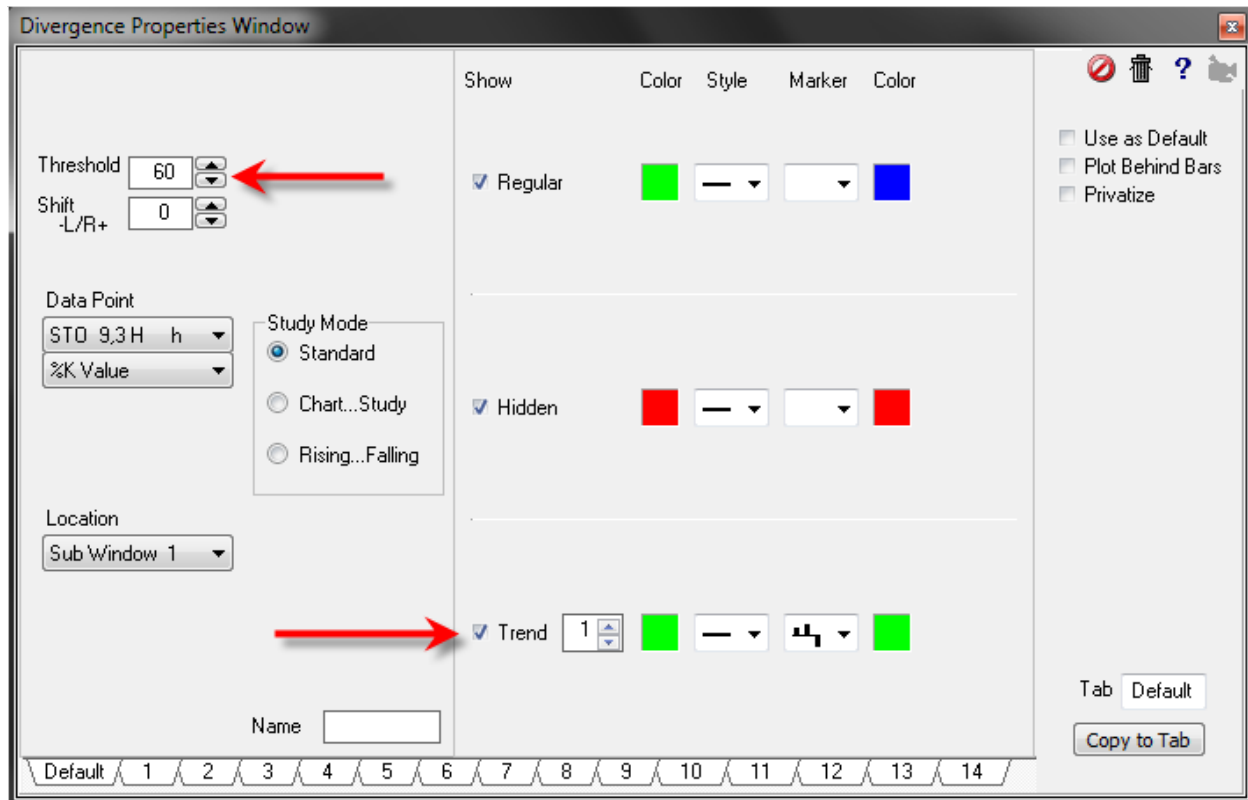 Divergence Properties Window
Show Color Style Marker Color
?
Use as Default
Plot Behind Bars
Privatize
Threshold 60
Shift 0
-L/R+
Regular
Data Point
STO 9,3 H h
%K Value
Study Mode
Standard
Chart...Study
Rising...Falling
Hidden
Location
Sub Window 1
Trend 1
Name
Tab Default
Copy to Tab
Default 1 2 3 4 5 6 7 8 9 10 11 12 13 14